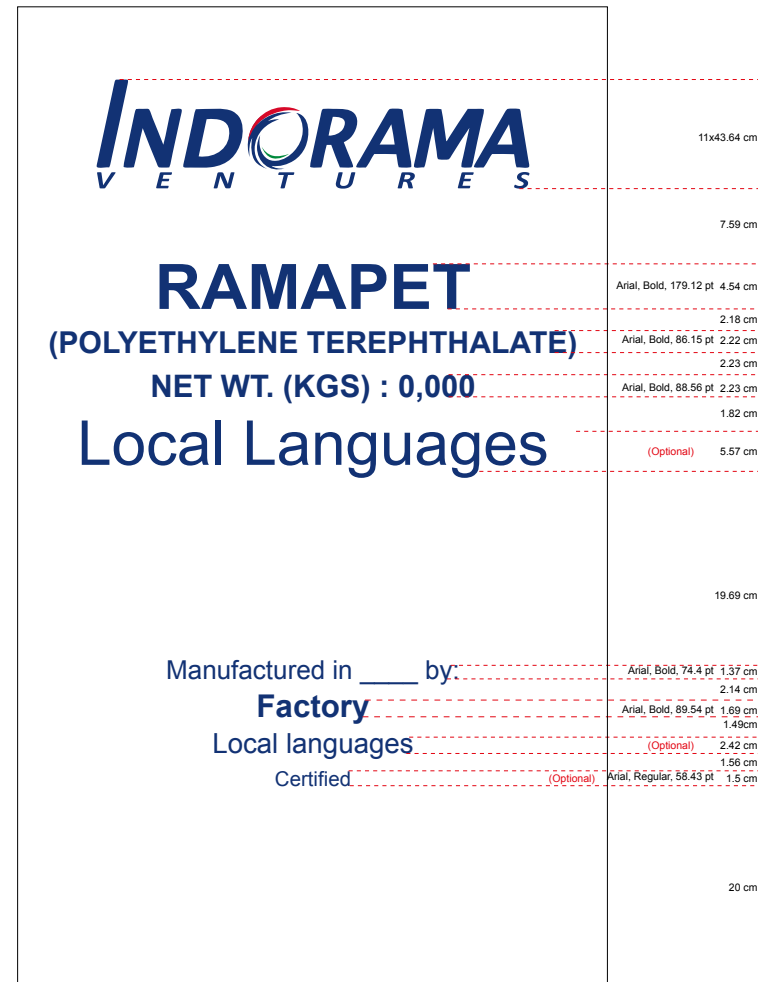 INDORAMA
VENTURES
11x43.64 cm
7.59 cm
RAMAPET
Arial, Bold, 179.12 pt 4.54 cm
2.18 cm
(POLYETHYLENE TEREPHTHALATE)
Arial, Bold, 86.15 pt 2.22 cm
2.23 cm
NET WT. (KGS) : 0,000
Arial, Bold, 88.56 pt 2.23 cm
1.82 cm
Local Languages
(Optional) 5.57 cm
19.69 cm
Manufactured in ____ by:
Arial, Bold, 74.4 pt 1.37 cm
2.14 cm
Factory
Arial, Bold, 89.54 pt 1.69 cm
1.49cm
Local languages
(Optional) 2.42 cm
1.56 cm
Certified
(Optional) Arial, Regular, 58.43 pt 1.5 cm
20 cm